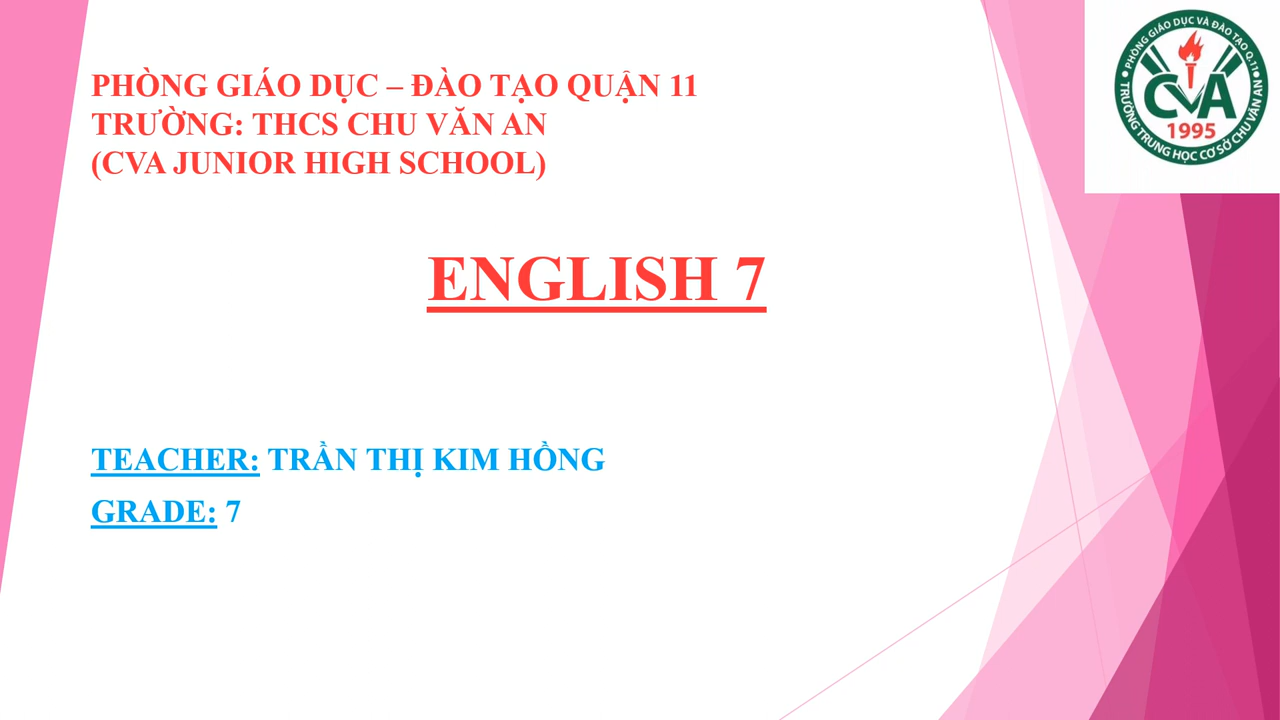 PHÒNG GIÁO DỤC – ĐÀO TẠO QUẬN 11
TRƯỜNG: THCS CHU VĂN AN
(CVA JUNIOR HIGH SCHOOL)
PHÒNG GIÁO DỤC VÀ ĐÀO TẠO Q.11
CVA
1995
TRƯỜNG TRUNG HỌC CƠ SỞ CHU VĂN AN
ENGLISH 7
TEACHER: TRẦN THỊ KIM HỒNG
GRADE: 7